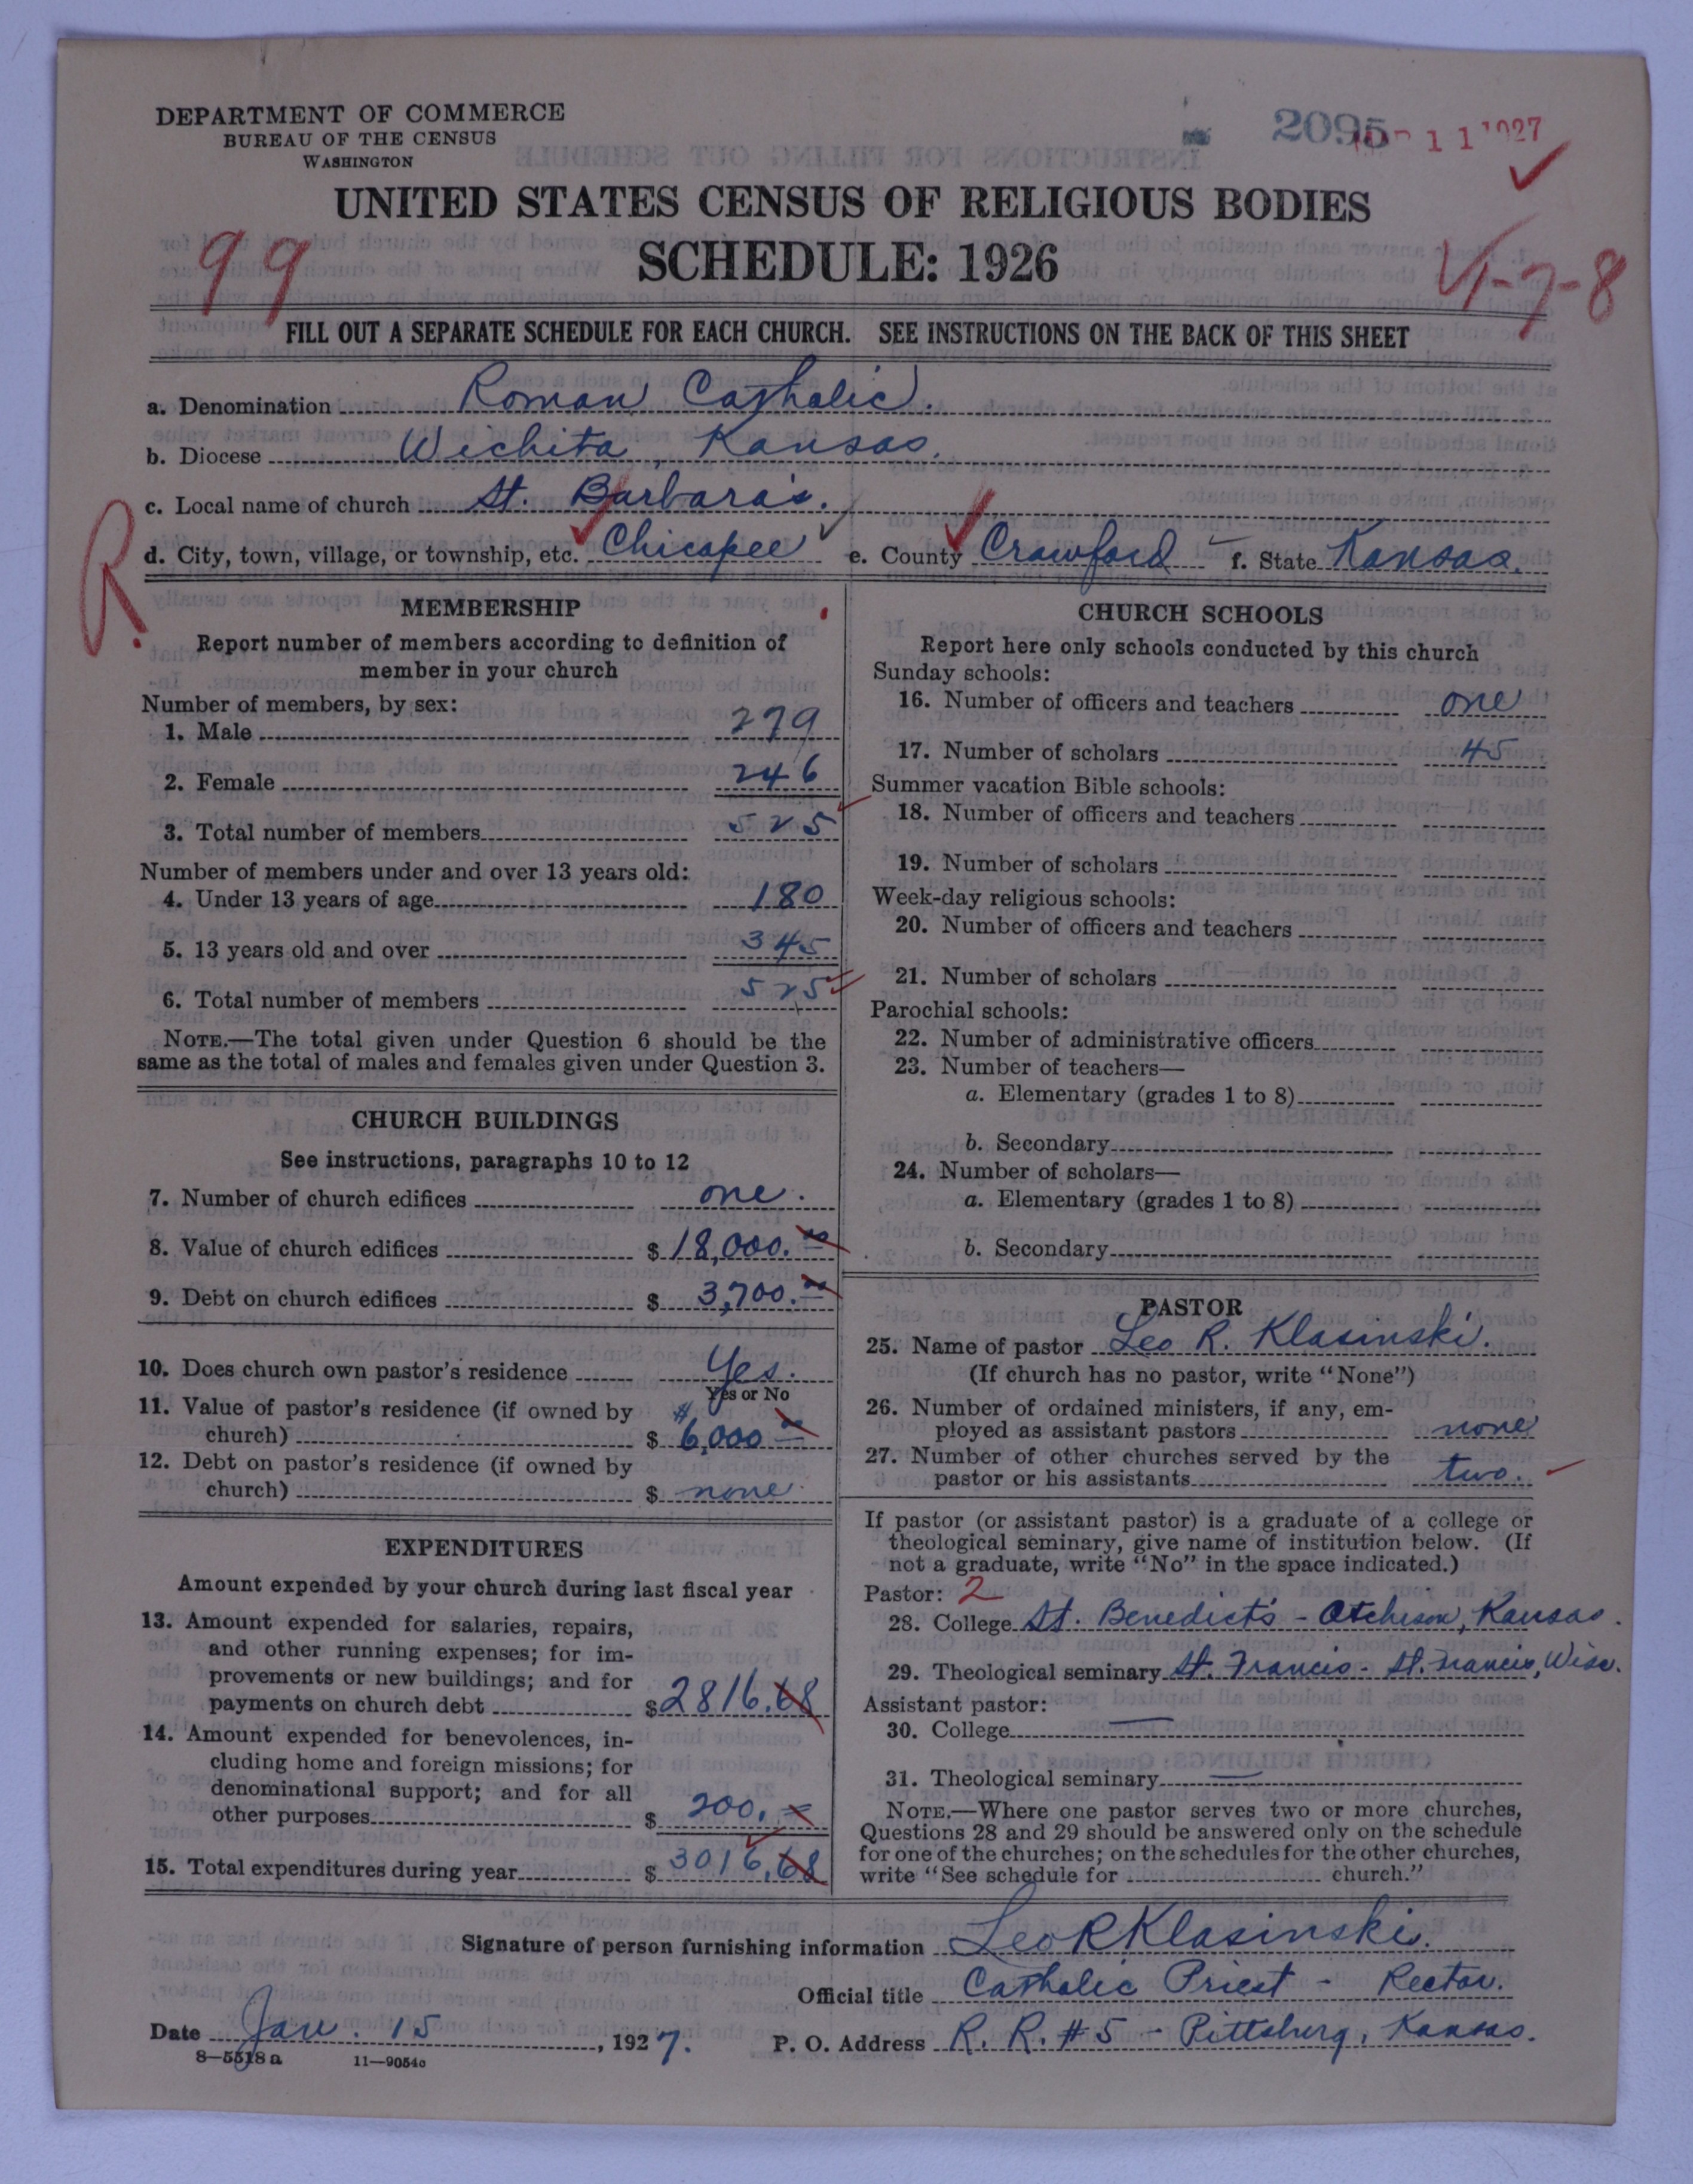 DEPARTMENT OF COMMERCE
BUREAU OF THE CENSUS
WASHINGTON
2095
11 1927
UNITED STATES CENSUS OF RELIGIOUS BODIES
SCHEDULE: 1926
99
4-7-8
FILL OUT A SEPARATE SCHEDULE FOR EACH CHURCH. SEE INSTRUCTIONS ON THE BACK OF THIS SHEET
a. Denomination Roman Catholic.
b. Diocese Wichita, Kansas.
c. Local name of church St. Barbara's.
R.
d. City, town, village, or township, etc. Chicopee e. County Crawford f. State Kansas.
MEMBERSHIP
Report number of members according to definition of
member in your church
Number of members, by sex:
1. Male 279
2. Female 246
3. Total number of members 525
Number of members under and over 13 years old:
4. Under 13 years of age 180
5. 13 years old and over 345
6. Total number of members 525
NOTE.—The total given under Question 6 should be the
same as the total of males and females given under Question 3.
CHURCH BUILDINGS
See instructions, paragraphs 10 to 12
7. Number of church edifices one.
8. Value of church edifices $ 18,000.00
9. Debt on church edifices $ 3,700.00
10. Does church own pastor's residence Yes.
Yes or No
11. Value of pastor's residence (if owned by
church) $ $6,000 00
12. Debt on pastor's residence (if owned by
church) $ none
EXPENDITURES
Amount expended by your church during last fiscal year
13. Amount expended for salaries, repairs,
and other running expenses; for im-
provements or new buildings; and for
payments on church debt $ 2816.68
14. Amount expended for benevolences, in-
cluding home and foreign missions; for
denominational support; and for all
other purposes $ 200.
15. Total expenditures during year $ 3016.68
CHURCH SCHOOLS
Report here only schools conducted by this church
Sunday schools:
16. Number of officers and teachers one
17. Number of scholars 45
Summer vacation Bible schools:
18. Number of officers and teachers
19. Number of scholars
Week-day religious schools:
20. Number of officers and teachers
21. Number of scholars
Parochial schools:
22. Number of administrative officers
23. Number of teachers—
a. Elementary (grades 1 to 8)
b. Secondary
24. Number of scholars—
a. Elementary (grades 1 to 8)
b. Secondary
PASTOR
25. Name of pastor Leo R. Klasinski.
(If church has no pastor, write "None")
26. Number of ordained ministers, if any, em-
ployed as assistant pastors none
27. Number of other churches served by the
pastor or his assistants two.
If pastor (or assistant pastor) is a graduate of a college or
theological seminary, give name of institution below. (If
not a graduate, write "No" in the space indicated.)
Pastor: 2
28. College St. Benedict's - Atchison, Kansas.
29. Theological seminary St. Francis - St. Francis, Wisc.
Assistant pastor:
30. College —
31. Theological seminary —
NOTE.—Where one pastor serves two or more churches,
Questions 28 and 29 should be answered only on the schedule
for one of the churches; on the schedules for the other churches,
write "See schedule for church."
Signature of person furnishing information Leo R Klasinski.
Official title Catholic Priest - Rector.
Date Jan. 15, 1927. P. O. Address R. R. #5 - Pittsburg, Kansas.
8—5518 a 11—9054c